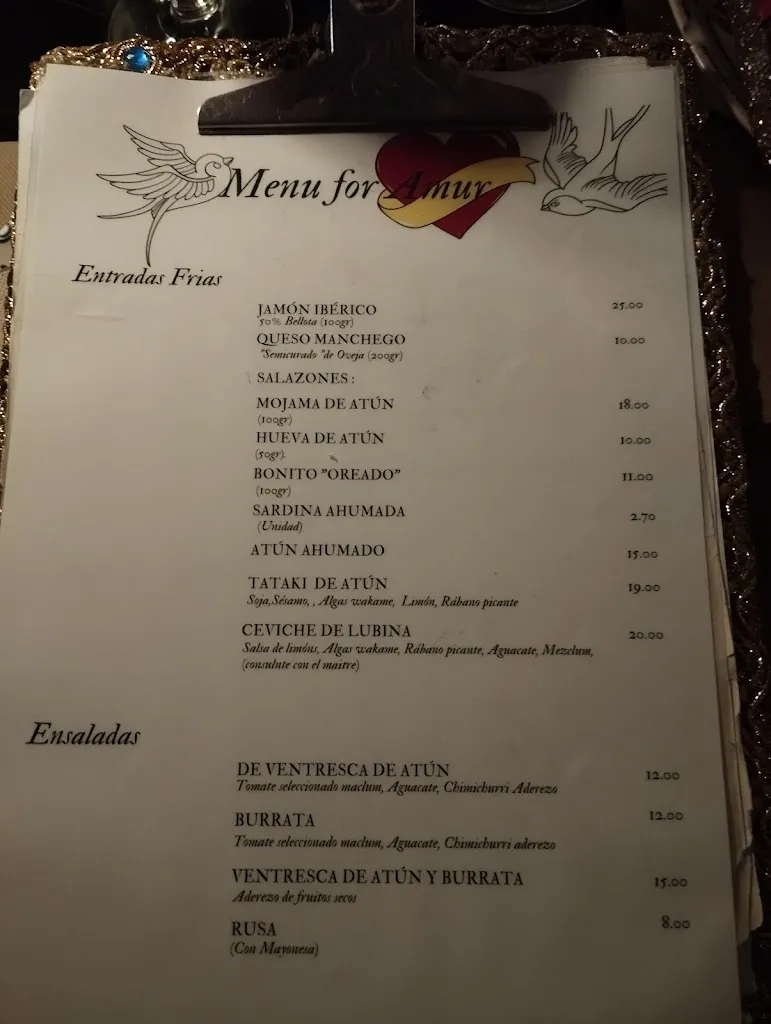 Menu for Amur
Entradas Frias
JAMÓN IBÉRICO 25.00
50% Bellota (100gr)
QUESO MANCHEGO 10.00
"Semicurado "de Oveja (200gr)
SALAZONES :
MOJAMA DE ATÚN 18.00
(100gr)
HUEVA DE ATÚN 10.00
(50gr).
BONITO "OREADO" 11.00
(100gr)
SARDINA AHUMADA 2.70
(Unidad)
ATÚN AHUMADO 15.00
TATAKI DE ATÚN 19.00
Soja,Sésamo, , Algas wakame, Limón, Rábano picante
CEVICHE DE LUBINA 20.00
Salsa de limóns, Algas wakame, Rábano picante, Aguacate, Mezclum,
(consulnte con el maitre)
Ensaladas
DE VENTRESCA DE ATÚN 12.00
Tomate seleccionado maclum, Aguacate, Chimichurri Aderezo
BURRATA 12.00
Tomate seleccionado maclum, Aguacate, Chimichurri aderezo
VENTRESCA DE ATÚN Y BURRATA 15.00
Aderezo de fruitos secos
RUSA 8.00
(Con Mayonesa)